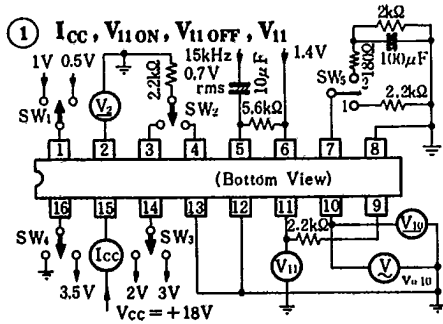 ① ICC, V11 ON, V11 OFF, V11
1V 0.5V
15kHz
0.7V
rms
10μF
1.4V
2kΩ
180Ω
100μF
SW5
2
1
2.2kΩ
SW1
V2
2.2kΩ
SW2
5.6kΩ
1 2 3 4 5 6 7 8
(Bottom View)
16 15 14 13 12 11 10 9
SW4
ICC
SW3
2.2kΩ
V11
V10
V
Vn 10
3.5V
2V 3V
VCC=+18V